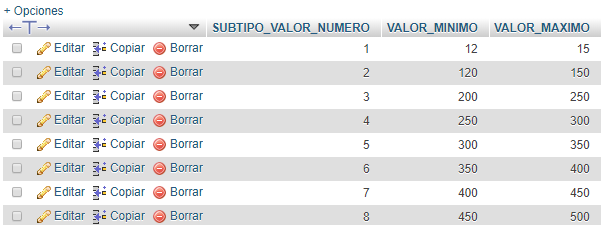 + Opciones
←T→ SUBTIPO_VALOR_NUMERO VALOR_MINIMO VALOR_MAXIMO
Editar Copiar Borrar 1 12 15
Editar Copiar Borrar 2 120 150
Editar Copiar Borrar 3 200 250
Editar Copiar Borrar 4 250 300
Editar Copiar Borrar 5 300 350
Editar Copiar Borrar 6 350 400
Editar Copiar Borrar 7 400 450
Editar Copiar Borrar 8 450 500